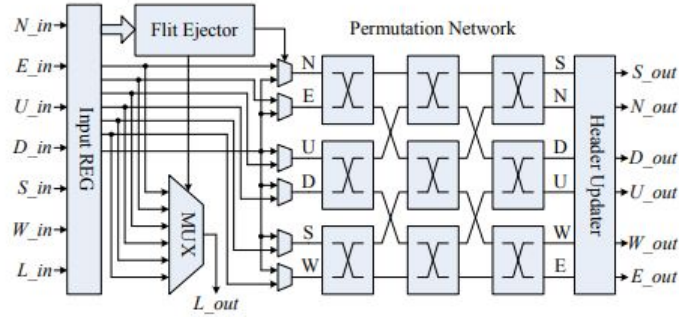 Permutation Network
N_in
E_in
U_in
D_in
S_in
W_in
L_in
Input REG
Flit Ejector
MUX
L_out
N
E
U
D
S
W
S
N
D
U
W
E
Header Updater
S_out
N_out
D_out
U_out
W_out
E_out